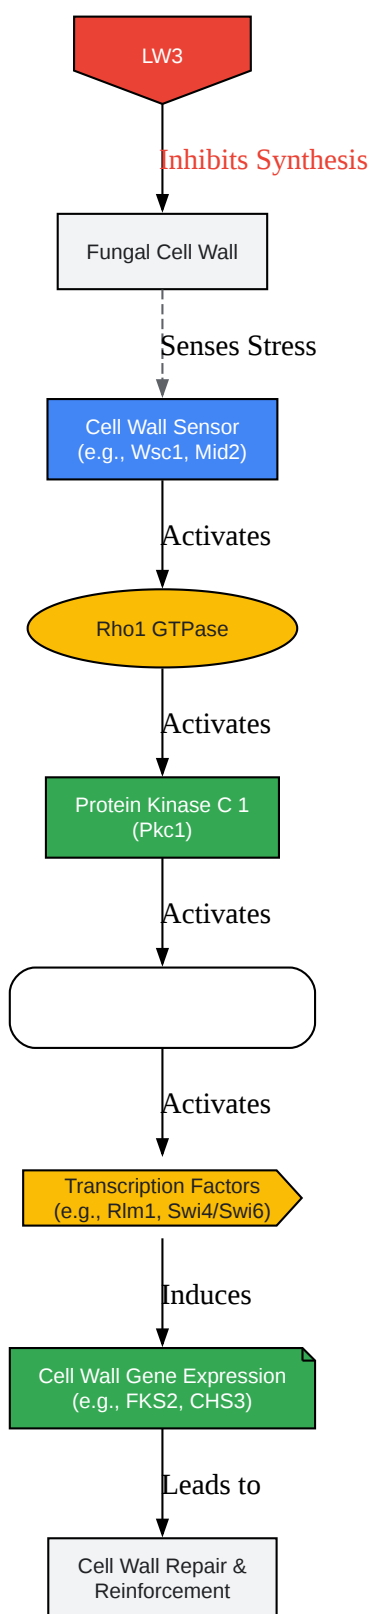 LW3
Inhibits Synthesis
Fungal Cell Wall
Senses Stress
Cell Wall Sensor
(e.g., Wsc1, Mid2)
Activates
Rho1 GTPase
Activates
Protein Kinase C 1
(Pkc1)
Activates
Activates
Transcription Factors
(e.g., Rlm1, Swi4/Swi6)
Induces
Cell Wall Gene Expression
(e.g., FKS2, CHS3)
Leads to
Cell Wall Repair &
Reinforcement